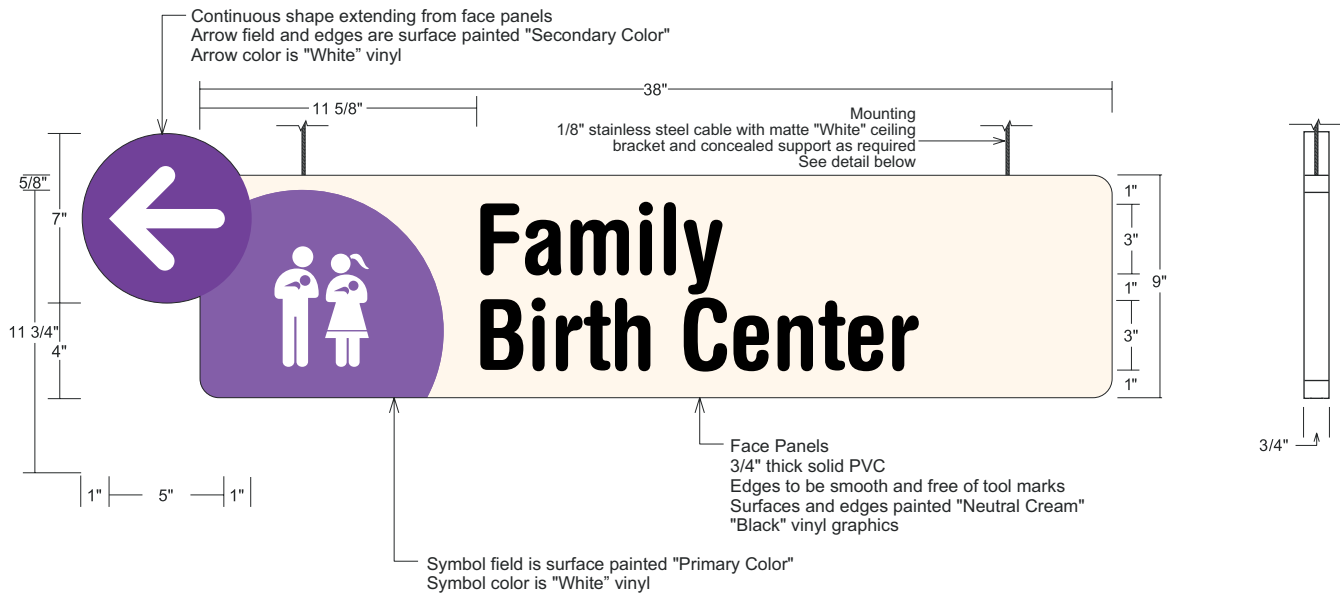 Continuous shape extending from face panels
Arrow field and edges are surface painted "Secondary Color"
Arrow color is "White” vinyl
38"
11 5/8"
Mounting
1/8" stainless steel cable with matte "White" ceiling
bracket and concealed support as required
See detail below
5/8"
7"
11 3/4"
4"
Family
Birth Center
1"
3"
1"
3"
1"
9"
3/4"
1"
5"
1"
Face Panels
3/4" thick solid PVC
Edges to be smooth and free of tool marks
Surfaces and edges painted "Neutral Cream"
"Black" vinyl graphics
Symbol field is surface painted "Primary Color"
Symbol color is "White” vinyl